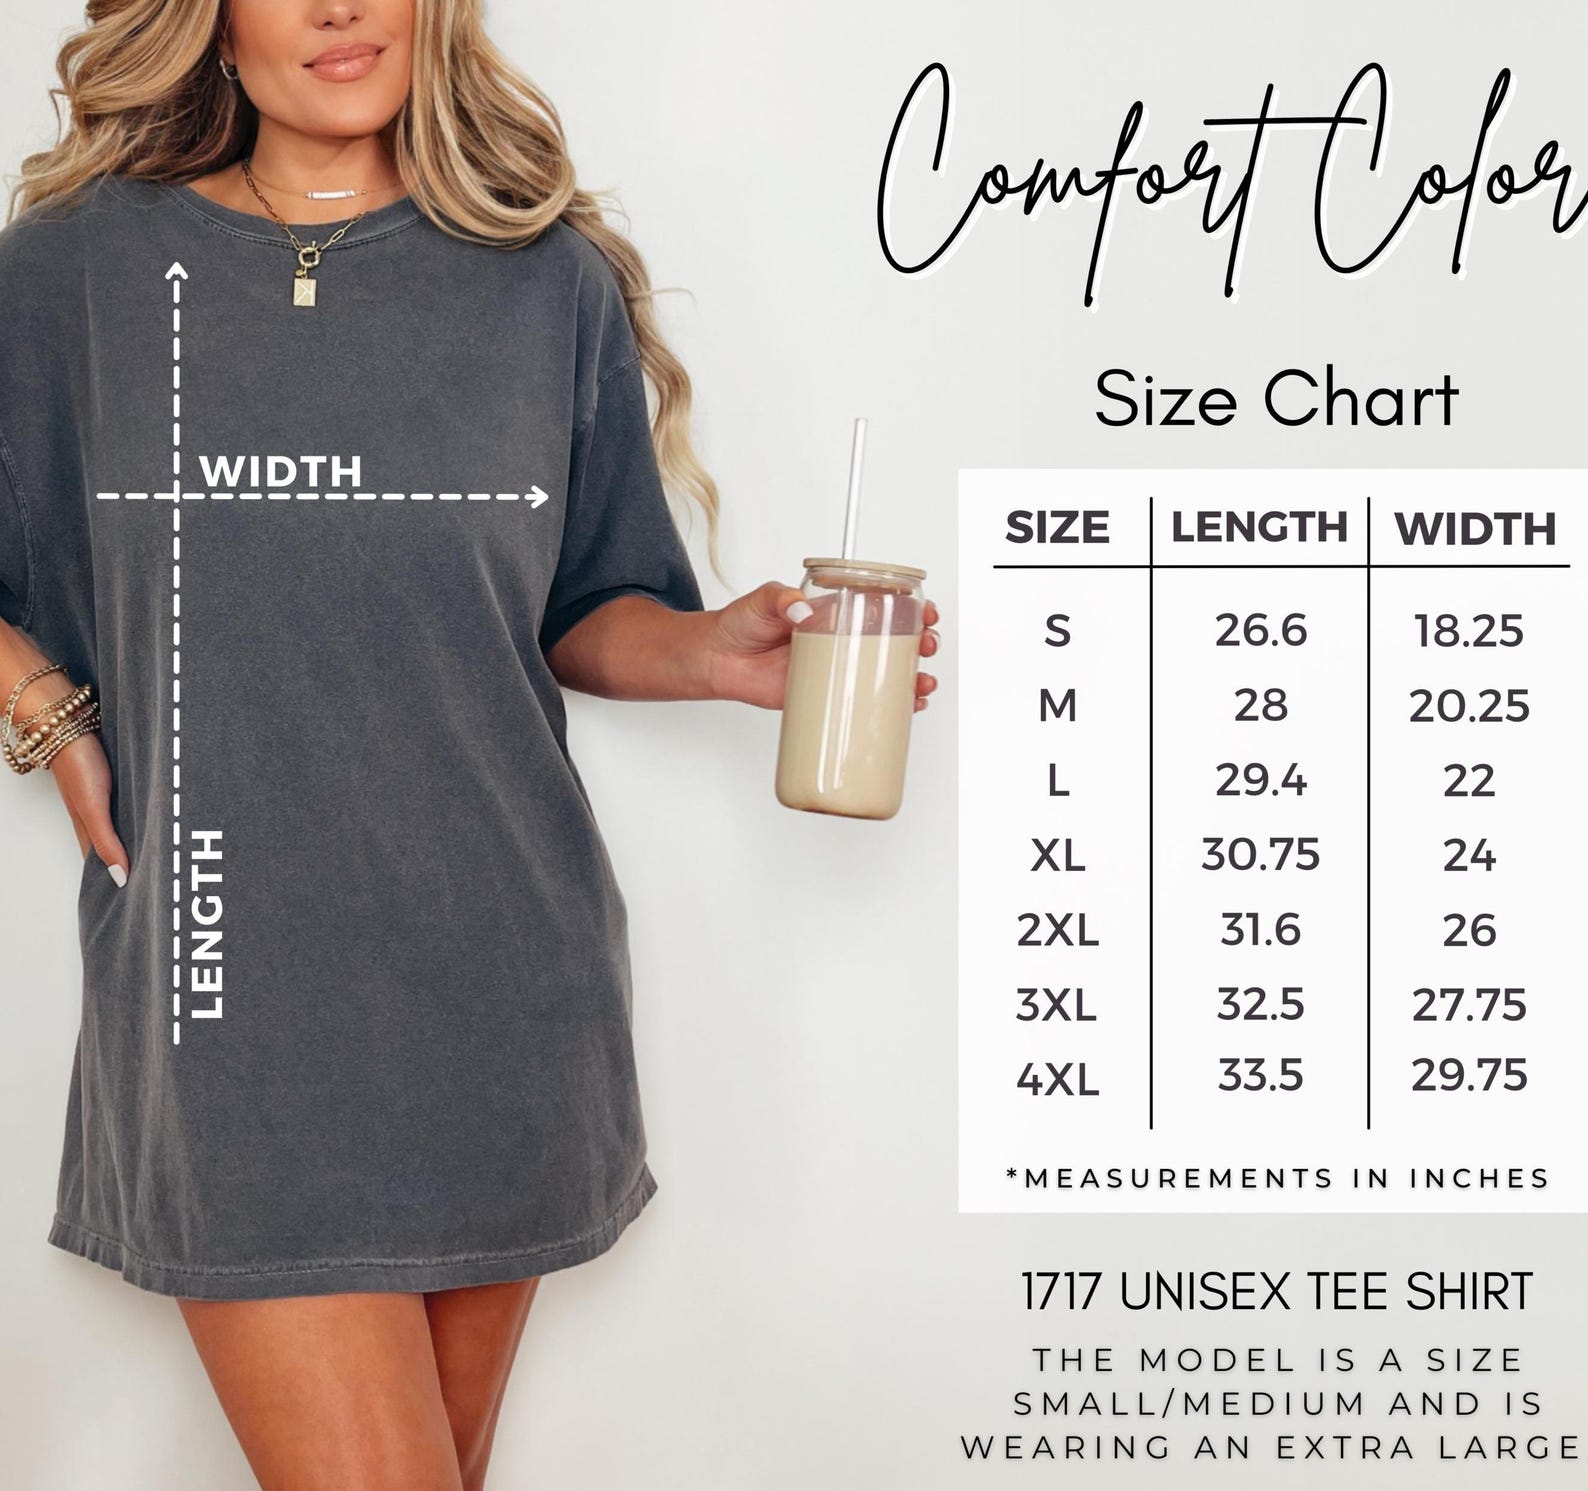 Comfort Color
Size Chart
WIDTH
LENGTH
SIZE LENGTH WIDTH
S 26.6 18.25
M 28 20.25
L 29.4 22
XL 30.75 24
2XL 31.6 26
3XL 32.5 27.75
4XL 33.5 29.75
*MEASUREMENTS IN INCHES
1717 UNISEX TEE SHIRT
THE MODEL IS A SIZE
SMALL/MEDIUM AND IS
WEARING AN EXTRA LARGE